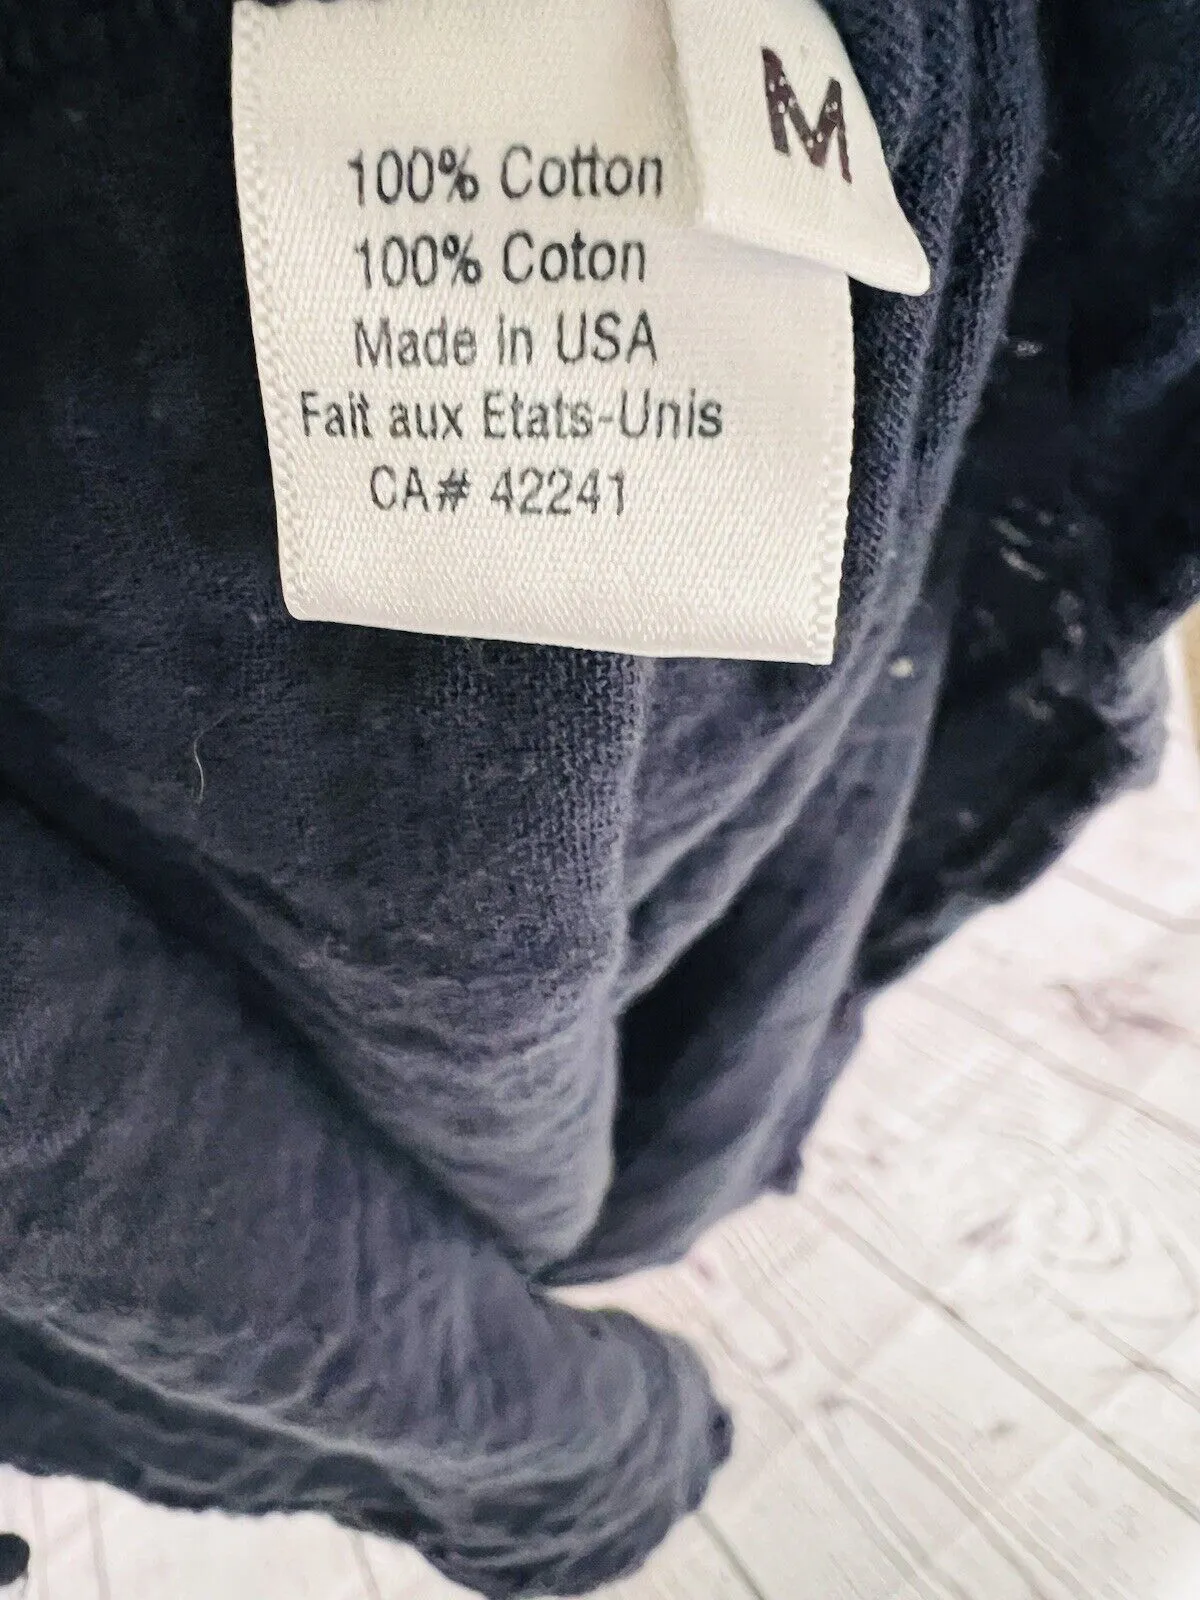 M
100% Cotton
100% Coton
Made in USA
Fait aux Etats-Unis
CA# 42241